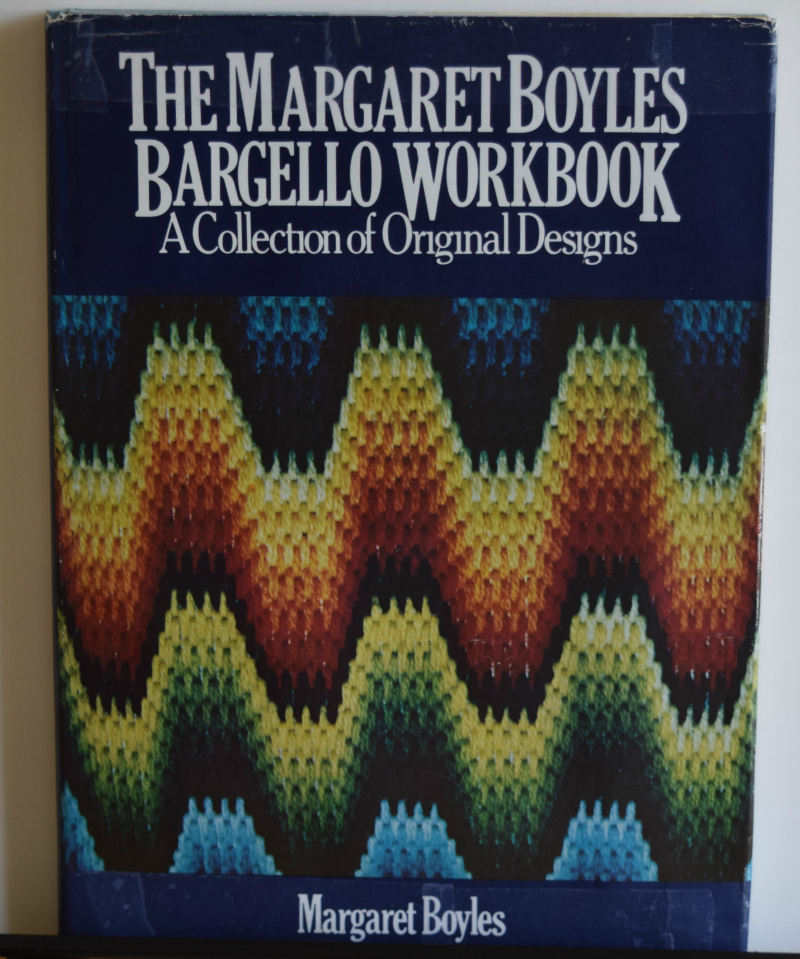 THE MARGARET BOYLES
BARGELLO WORKBOOK
A Collection of Original Designs
Margaret Boyles